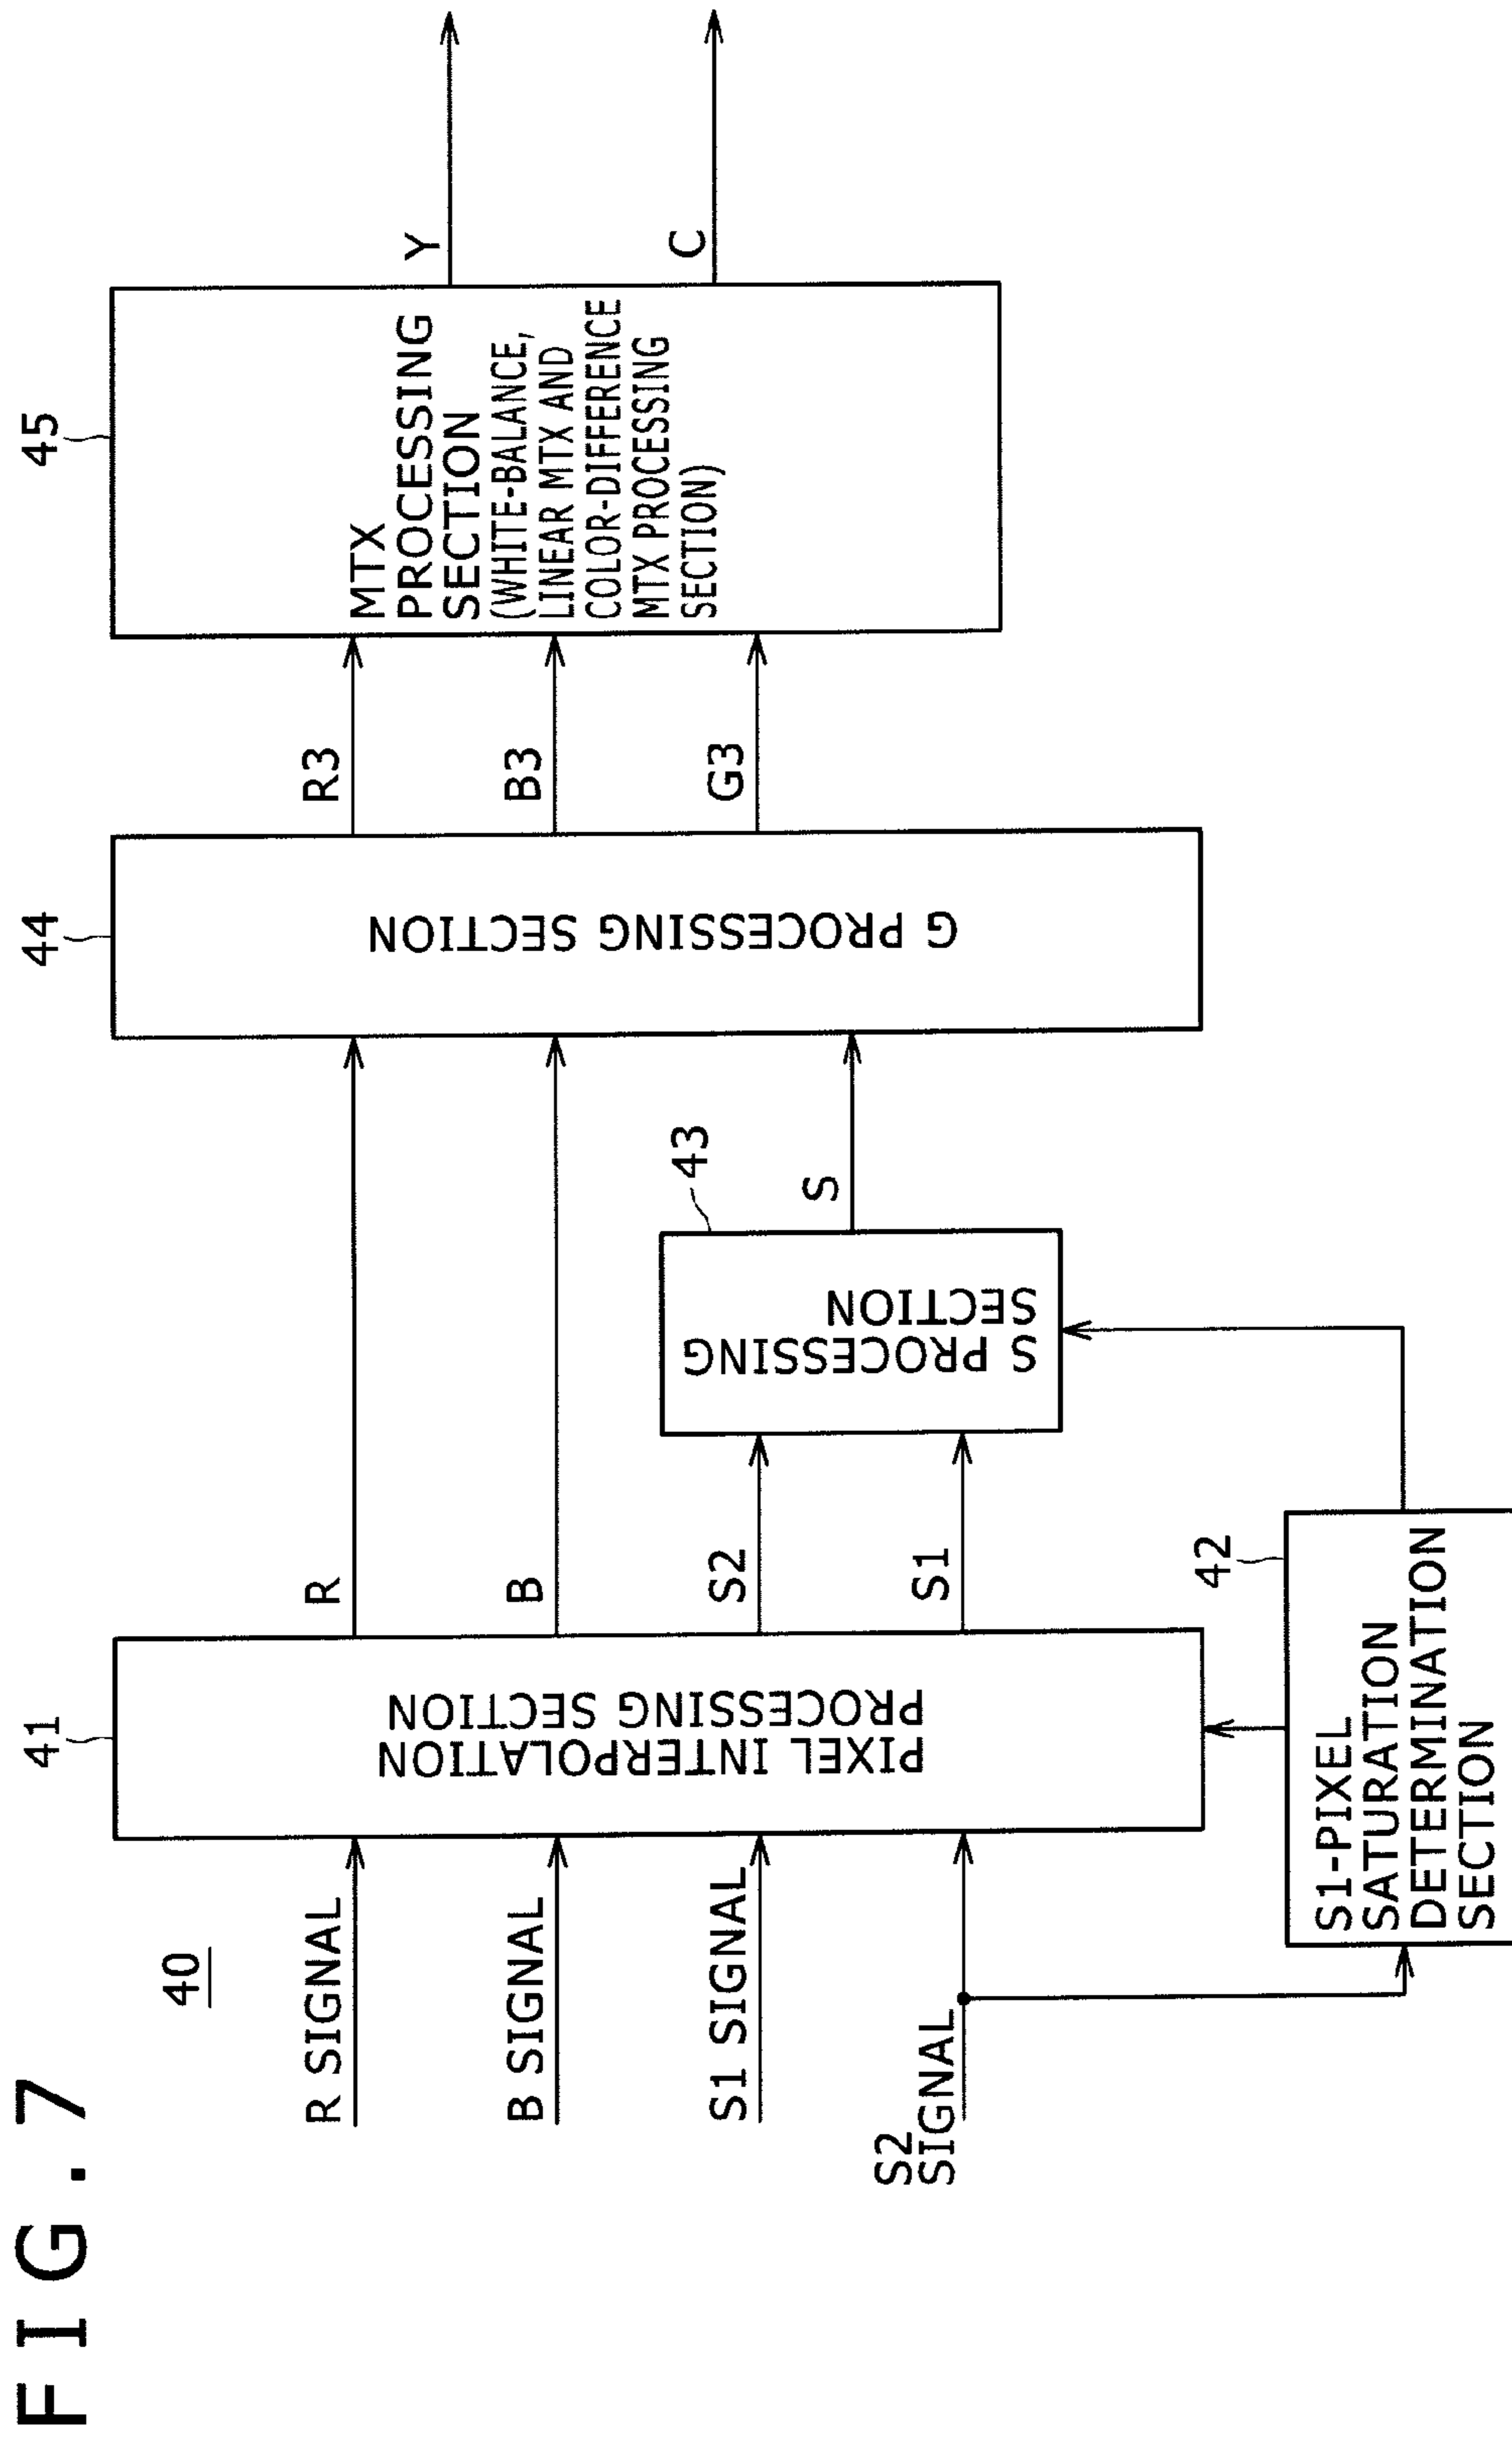 FIG. 7
40
R SIGNAL
B SIGNAL
S1 SIGNAL
S2
SIGNAL
41
PIXEL INTERPOLATION
PROCESSING SECTION
S1-PIXEL
SATURATION
DETERMINATION
SECTION
42
R
B
S2
S1
S PROCESSING
SECTION
43
S
44
G PROCESSING SECTION
R3
B3
G3
45
MTX
PROCESSING
SECTION
(WHITE-BALANCE,
LINEAR MTX AND
COLOR-DIFFERENCE
MTX PROCESSING
SECTION)
Y
C